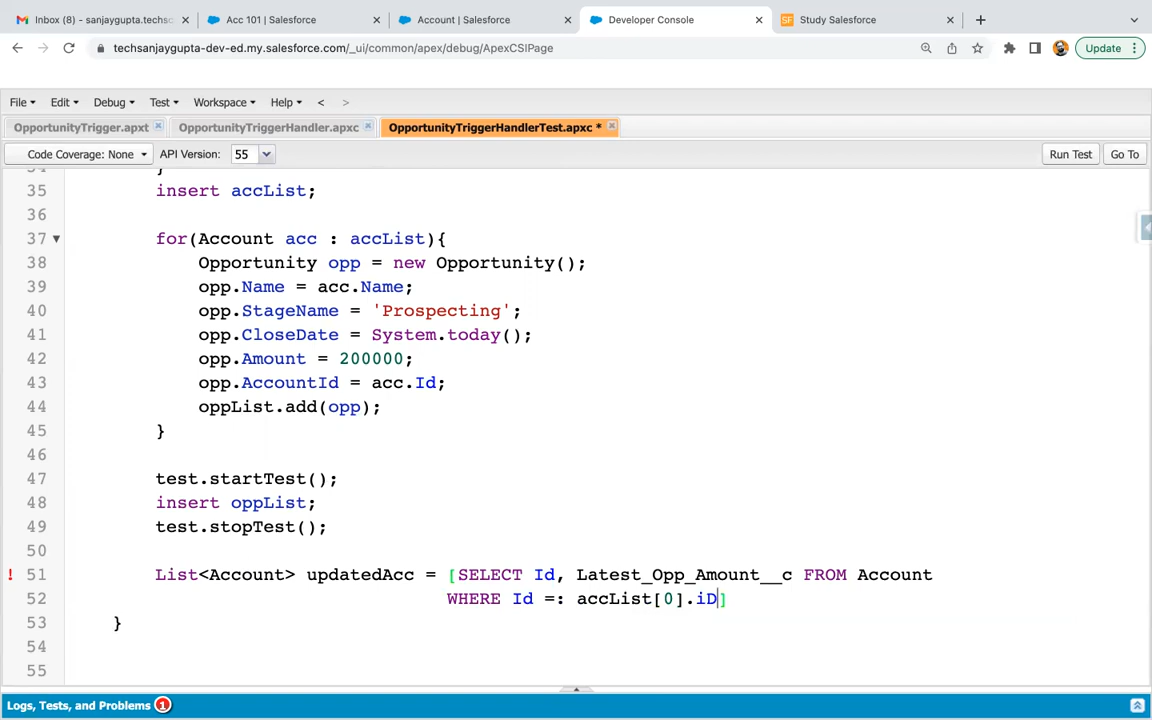 Inbox (3) - sanjaygupta.techsc
Acc 101 | Salesforce
Account | Salesforce
Developer Console
Study Salesforce
techsanjaygupta-dev-ed.my.salesforce.com/_ui/common/apex/debug/ApexCSIPage
Update
File
Edit
Debug
Test
Workspace
Help
<
>
OpportunityTrigger.apxt
OpportunityTriggerHandler.apxc
OpportunityTriggerHandlerTest.apxc *
Code Coverage: None
API Version:
55
Run Test
Go To
34 }
35 insert accList;
36
37 for(Account acc : accList){
38 Opportunity opp = new Opportunity();
39 opp.Name = acc.Name;
40 opp.StageName = 'Prospecting';
41 opp.CloseDate = System.today();
42 opp.Amount = 200000;
43 opp.AccountId = acc.Id;
44 oppList.add(opp);
45 }
46
47 test.startTest();
48 insert oppList;
49 test.stopTest();
50
! 51 List<Account> updatedAcc = [SELECT Id, Latest_Opp_Amount__c FROM Account
52 WHERE Id =: accList[0].iD]
53 }
54
55
Logs, Tests, and Problems 1